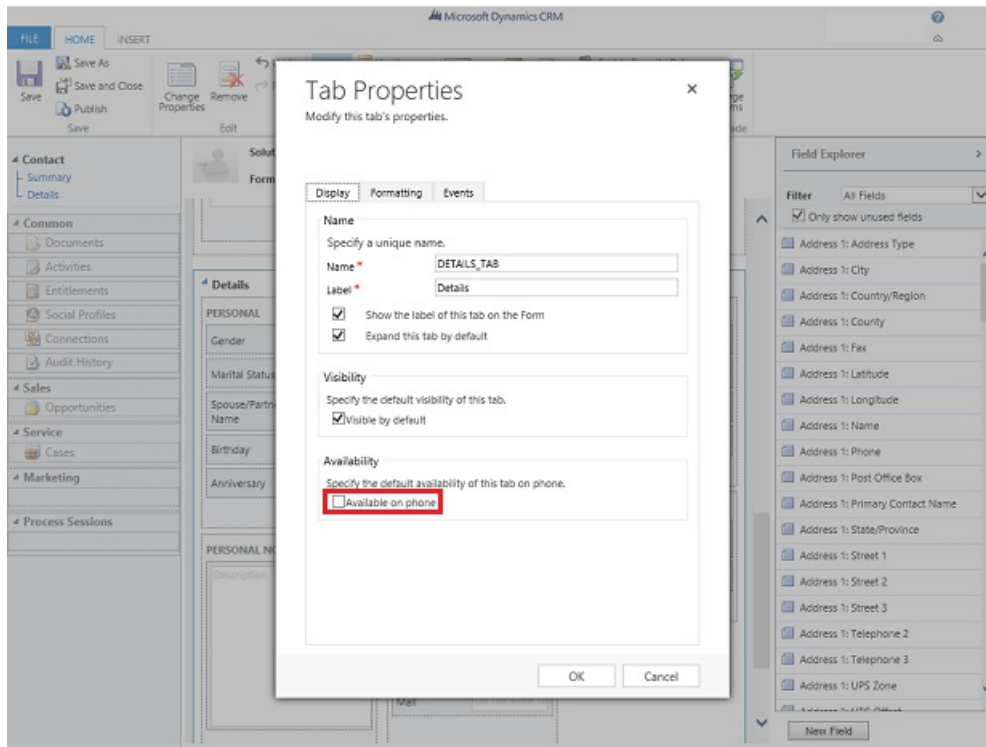 Microsoft Dynamics CRM
FILE
HOME
INSERT
Save
Save As
Save and Close
Publish
Save
Change Properties
Remove
Edit
Contact
Summary
Details
Common
Documents
Activities
Entitlements
Social Profiles
Connections
Audit History
Sales
Opportunities
Service
Cases
Marketing
Process Sessions
Details
PERSONAL
Gender
Marital Status
Name
Birthday
Anniversary
Description
Mail
Tab Properties
Modify this tab's properties.
Display
Formatting
Events
Name
Specify a unique name.
Name *
DETAILS_TAB
Label *
Details
Show the label of this tab on the Form
Expand this tab by default
Visibility
Specify the default visibility of this tab.
Visible by default
Availability
Specify the default availability of this tab on phone.
Available on phone
OK
Cancel
Field Explorer
Filter
All Fields
Only show unused fields
Address 1: Address Type
Address 1: City
Address 1: Country/Region
Address 1: County
Address 1: Fax
Address 1: Latitude
Address 1: Longitude
Address 1: Name
Address 1: Phone
Address 1: Post Office Box
Address 1: Primary Contact Name
Address 1: State/Province
Address 1: Street 1
Address 1: Street 2
Address 1: Street 3
Address 1: Telephone 2
Address 1: Telephone 3
Address 1: UPS Zone
New Field